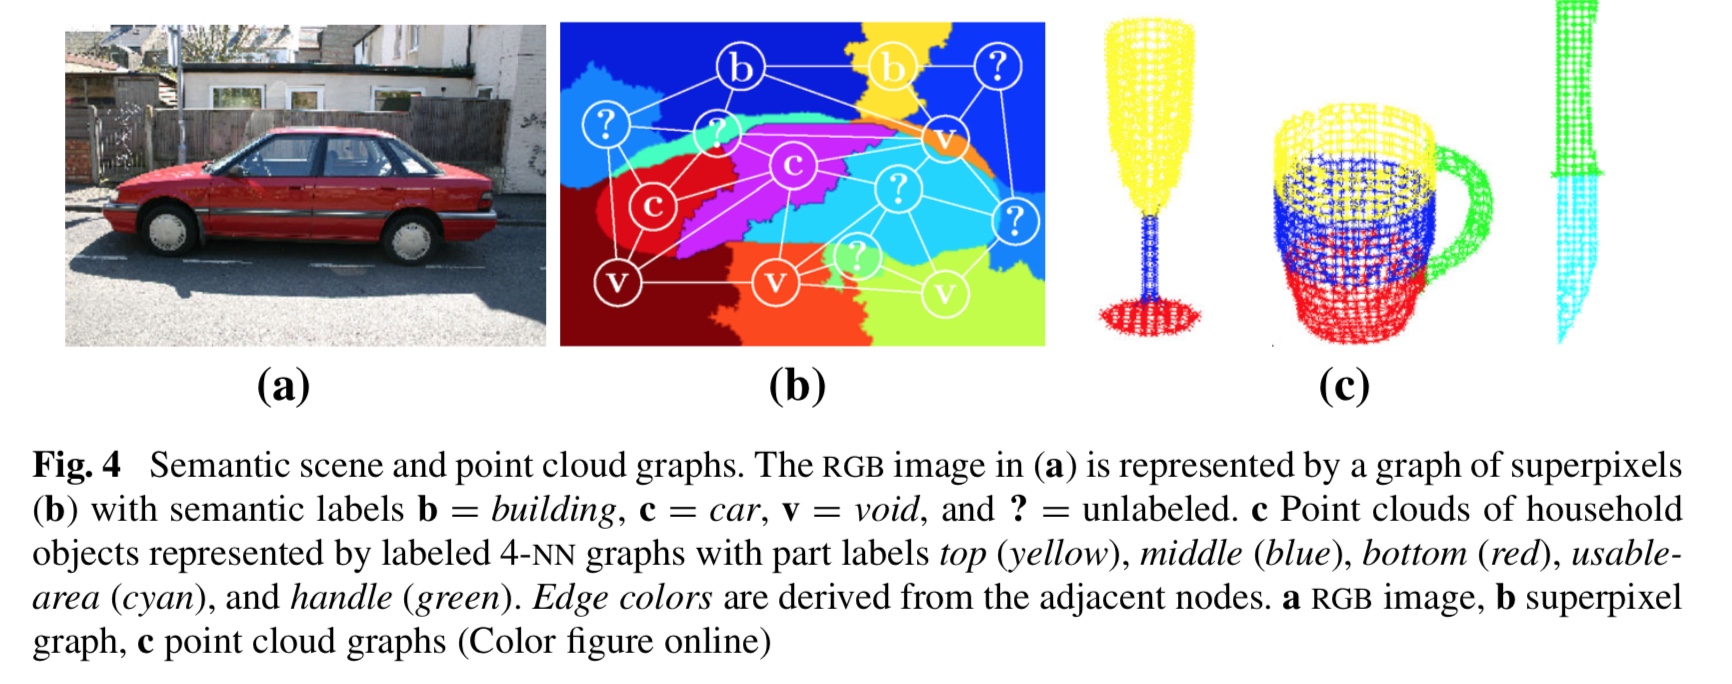 b b ?
? ? v
c
? 
c ?
v v ? v
(a) (b) (c)
Fig. 4 Semantic scene and point cloud graphs. The RGB image in (a) is represented by a graph of superpixels
(b) with semantic labels b = building, c = car, v = void, and ? = unlabeled. c Point clouds of household
objects represented by labeled 4-NN graphs with part labels top (yellow), middle (blue), bottom (red), usable-
area (cyan), and handle (green). Edge colors are derived from the adjacent nodes. a RGB image, b superpixel
graph, c point cloud graphs (Color figure online)